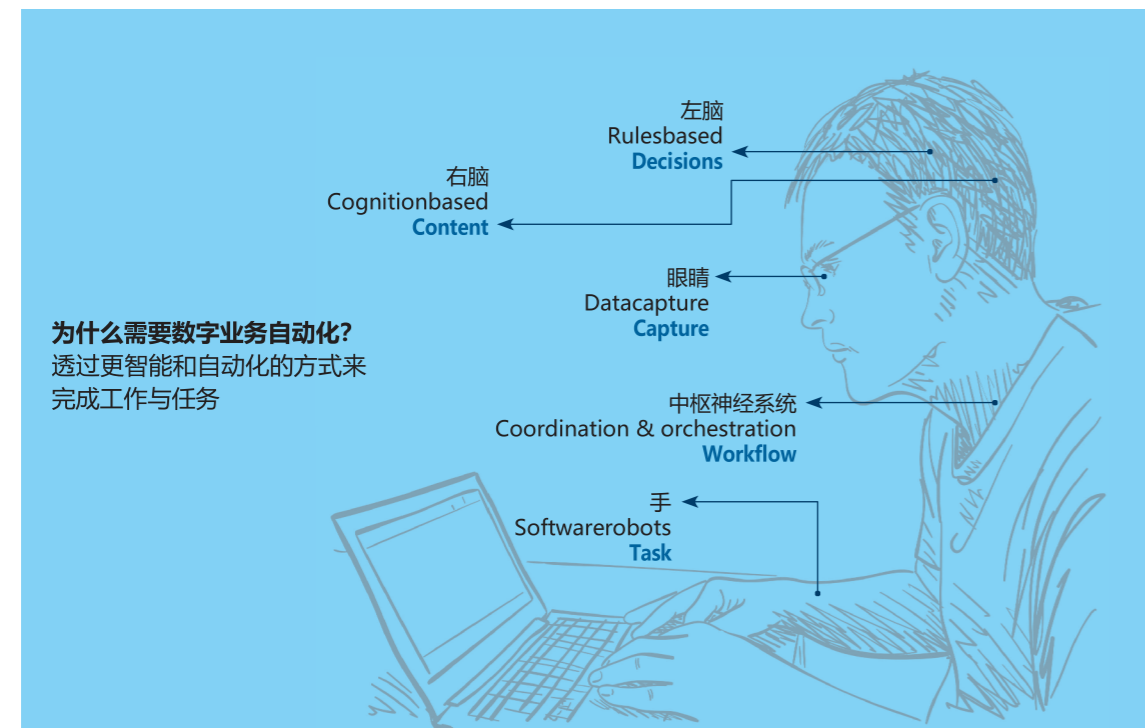 左脑
Rulesbased
Decisions
右脑
Cognitionbased
Content
眼睛
Datacapture
Capture
为什么需要数字业务自动化?
透过更智能和自动化的方式来
完成工作与任务
中枢神经系统
Coordination & orchestration
Workflow
手
Softwarerobots
Task